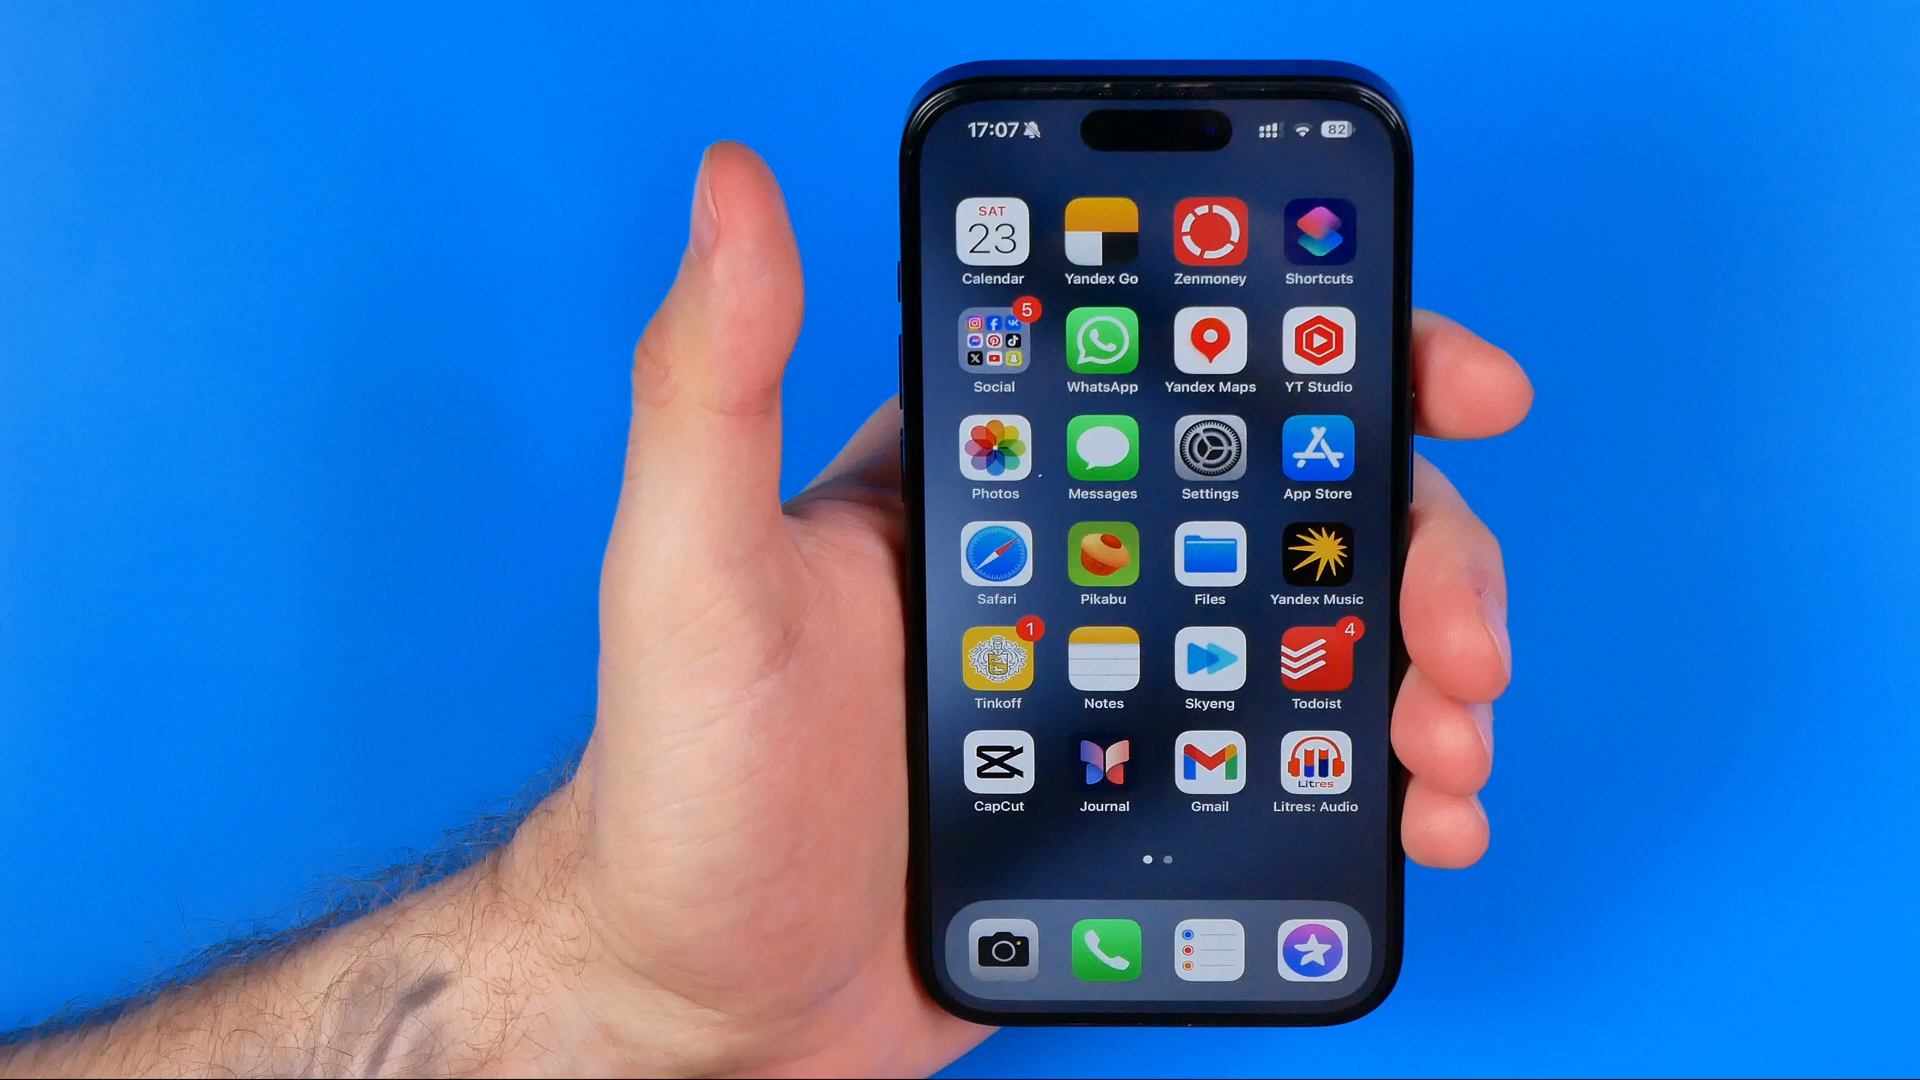 17:07 82
SAT
23
Calendar Yandex Go Zenmoney Shortcuts
5
Social WhatsApp Yandex Maps YT Studio
Photos Messages Settings App Store
Safari Pikabu Files Yandex Music
1 4
Tinkoff Notes Skyeng Todoist
Litres
CapCut Journal Gmail Litres: Audio